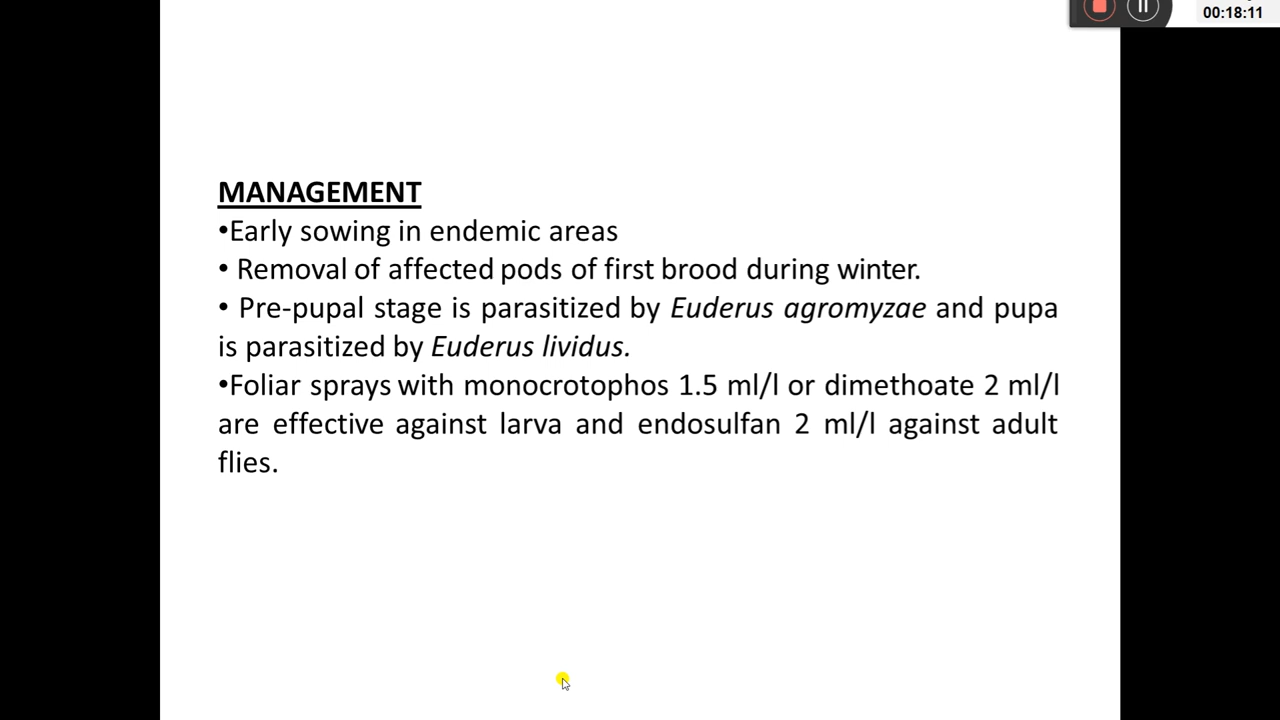 00:18:11
MANAGEMENT
•Early sowing in endemic areas
• Removal of affected pods of first brood during winter.
• Pre-pupal stage is parasitized by Euderus agromyzae and pupa
is parasitized by Euderus lividus.
•Foliar sprays with monocrotophos 1.5 ml/l or dimethoate 2 ml/l
are effective against larva and endosulfan 2 ml/l against adult
flies.